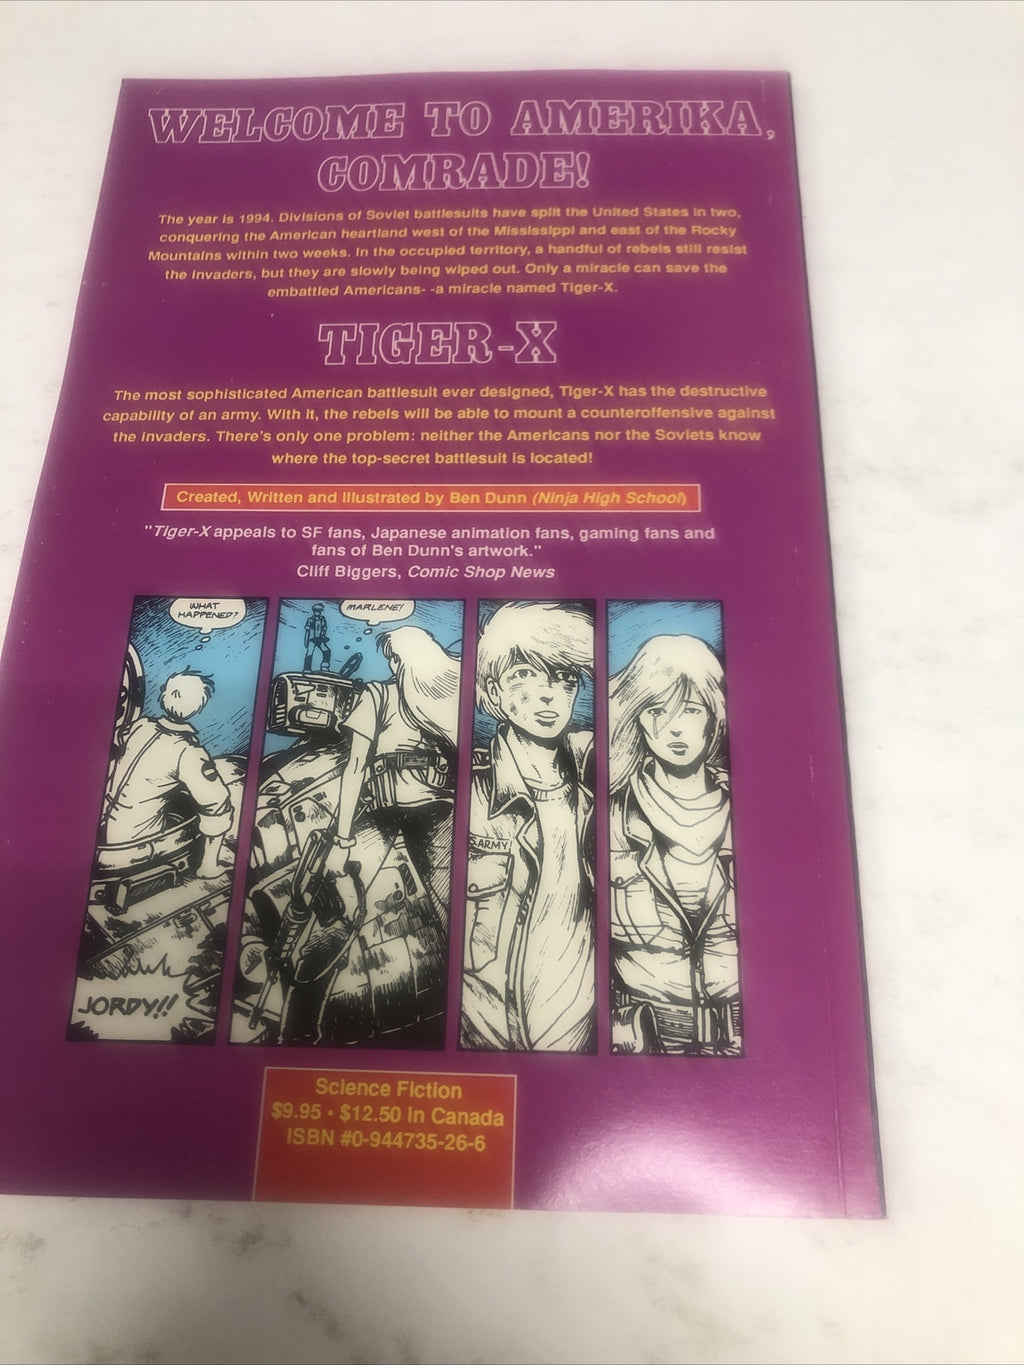 WELCOME TO AMERIKA,
COMRADE!
The year is 1994. Divisions of Soviet battlesuits have split the United States in two,
conquering the American heartland west of the Mississippi and east of the Rocky
Mountains within two weeks. In the occupied territory, a handful of rebels still resist
the invaders, but they are slowly being wiped out. Only a miracle can save the
embattled Americans- -a miracle named Tiger-X.
TIGER-X
The most sophisticated American battlesuit ever designed, Tiger-X has the destructive
capability of an army. With it, the rebels will be able to mount a counteroffensive against
the invaders. There's only one problem: neither the Americans nor the Soviets know
where the top-secret battlesuit is located!
Created, Written and Illustrated by Ben Dunn (Ninja High School)
"Tiger-X appeals to SF fans, Japanese animation fans, gaming fans and
fans of Ben Dunn's artwork."
Cliff Biggers, Comic Shop News
WHAT
HAPPENED?
MARLENE!
ARMY
JORDY!!
Science Fiction
$9.95 • $12.50 in Canada
ISBN #0-944735-26-6